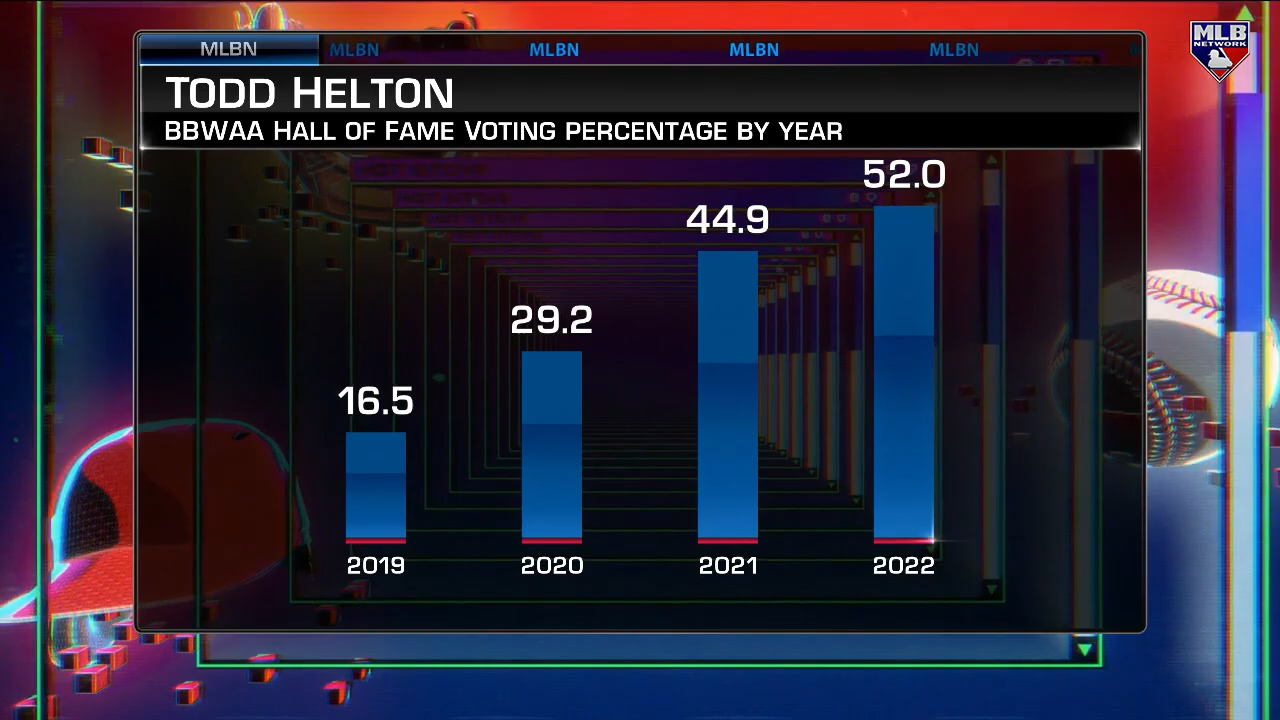 MLBN MLBN MLBN MLBN MLBN
MLB
NETWORK
TODD HELTON
BBWAA HALL OF FAME VOTING PERCENTAGE BY YEAR
52.0
44.9
29.2
16.5
2019 2020 2021 2022